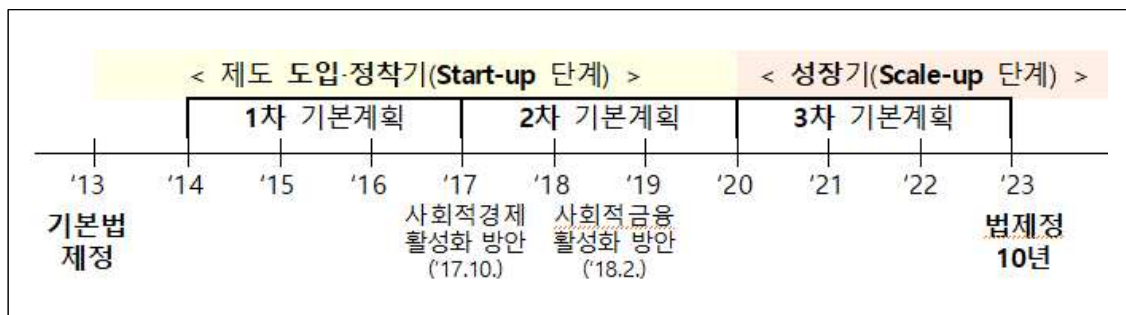 < 제도 도입·정착기(Start-up 단계) > < 성장기(Scale-up 단계) >
1차 기본계획 2차 기본계획 3차 기본계획
‘13 ‘14 ‘15 ‘16 ‘17 ‘18 ‘19 ‘20 ‘21 ‘22 ‘23
기본법 사회적경제 사회적금융 법제정
제정 활성화 방안 활성화 방안 10년
(‘17.10.) (‘18.2.)